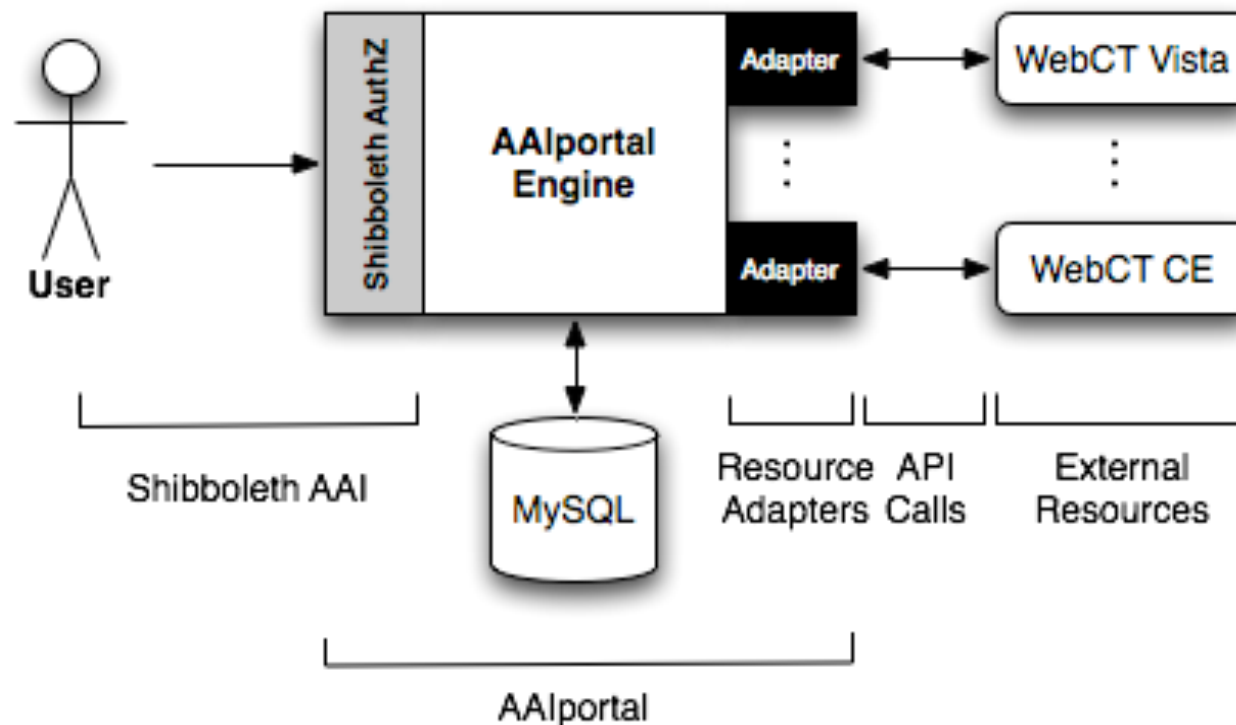 User
Shibboleth AuthZ
AAIportal
Engine
Adapter
Adapter
WebCT Vista
WebCT CE
MySQL
Shibboleth AAI
Resource
Adapters
API
Calls
External
Resources
AAIportal